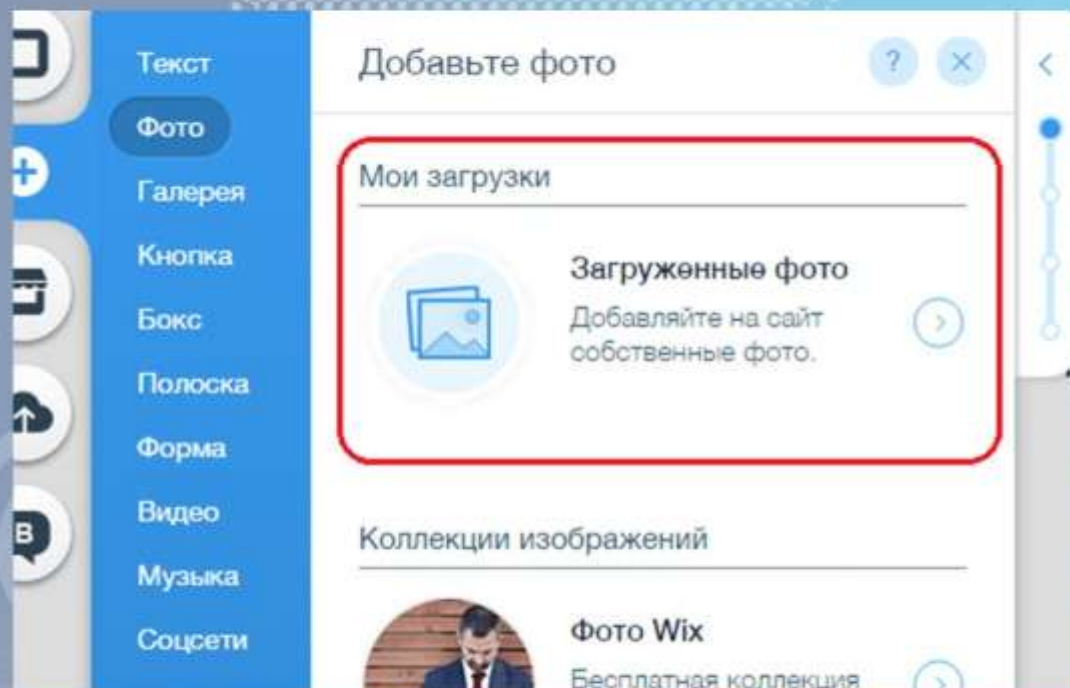 Текст
Фото
Галерея
Кнопка
Бокс
Полоска
Форма
Видео
Музыка
Соцсети
Добавьте фото
?
Мои загрузки
Загруженные фото
Добавляйте на сайт
собственные фото.
Коллекции изображений
Фото Wix
Бесплатная коллекция
B